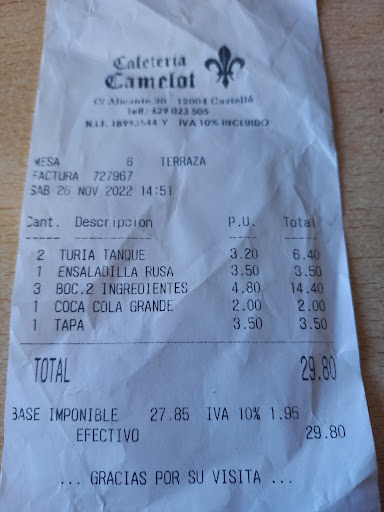 Cafeteria
Camelot
C/ Alicante, 30 12004 Castelló
Telf.: 629 023 505
N.I.F. 18993544 Y IVA 10% INCLUIDO
MESA 6 TERRAZA
FACTURA 727967
SAB 26 NOV 2022 14:51
Cant. Descripcion P.U. Total
2 TURIA TANQUE 3.20 6.40
1 ENSALADILLA RUSA 3.50 3.50
3 BOC.2 INGREDIENTES 4.80 14.40
1 COCA COLA GRANDE 2.00 2.00
1 TAPA 3.50 3.50
TOTAL 29.80
BASE IMPONIBLE 27.85 IVA 10% 1.95
EFECTIVO 29.80
... GRACIAS POR SU VISITA ...